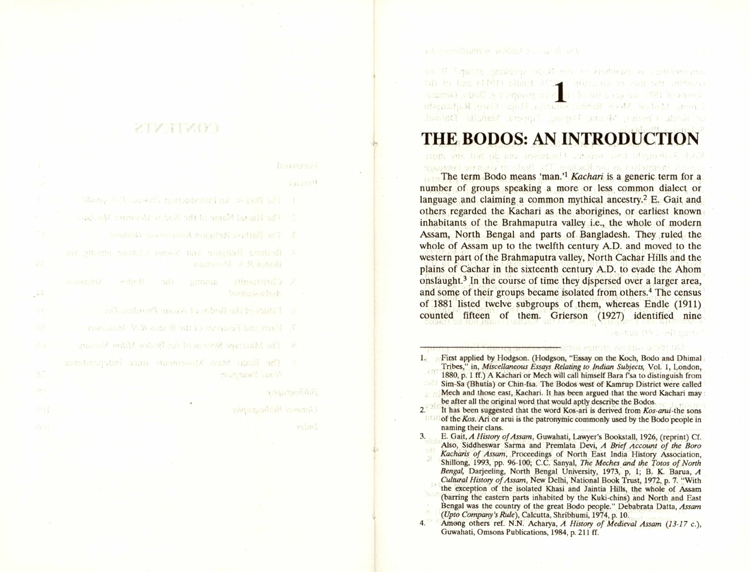 1
THE BODOS: AN INTRODUCTION
The term Bodo means 'man.'1 Kachari is a generic term for a
number of groups speaking a more or less common dialect or
language and claiming a common mythical ancestry.2 E. Gait and
others regarded the Kachari as the aborigines, or earliest known
inhabitants of the Brahmaputra valley i.e., the whole of modern
Assam, North Bengal and parts of Bangladesh. They ruled the
whole of Assam up to the twelfth century A.D. and moved to the
western part of the Brahmaputra valley, North Cachar Hills and the
plains of Cachar in the sixteenth century A.D. to evade the Ahom
onslaught.3 In the course of time they dispersed over a larger area,
and some of their groups became isolated from others.4 The census
of 1881 listed twelve subgroups of them, whereas Endle (1911)
counted fifteen of them. Grierson (1927) identified nine
1. First applied by Hodgson. (Hodgson, "Essay on the Koch, Bodo and Dhimal
Tribes," in, Miscellaneous Essays Relating to Indian Subjects, Vol. 1, London,
1880, p. 1 ff.) A Kachari or Mech will call himself Bara f'sa to distinguish from
Sim-Sa (Bhutia) or Chin-fsa. The Bodos west of Kamrup District were called
Mech and those east, Kachari. It has been argued that the word Kachari may
be after all the original word that would aptly describe the Bodos.
2. It has been suggested that the word Kos-ari is derived from Kos-arui-the sons
of the Kos. Ari or arui is the patronymic commonly used by the Bodo people in
naming their clans.
3. E. Gait, A History of Assam, Guwahati, Lawyer's Bookstall, 1926, (reprint) Cf.
Also, Siddheswar Sarma and Premlata Devi, A Brief Account of the Boro
Kacharis of Assam, Proceedings of North East India History Association,
Shillong, 1993, pp. 96-100; C.C. Sanyal, The Meches and the Totos of North
Bengal, Darjeeling, North Bengal University, 1973, p, 1; B. K. Barua, A
Cultural History of Assam, New Delhi, National Book Trust, 1972, p. 7. "With
the exception of the isolated Khasi and Jaintia Hills, the whole of Assam
(barring the eastern parts inhabited by the Kuki-chins) and North and East
Bengal was the country of the great Bodo people." Debabrata Datta, Assam
(Upto Company's Rule), Calcutta, Shribhumi, 1974, p. 10.
4. Among others ref. N.N. Acharya, A History of Medieval Assam (13-17 c.),
Guwahati, Omsons Publications, 1984, p. 211 ff.